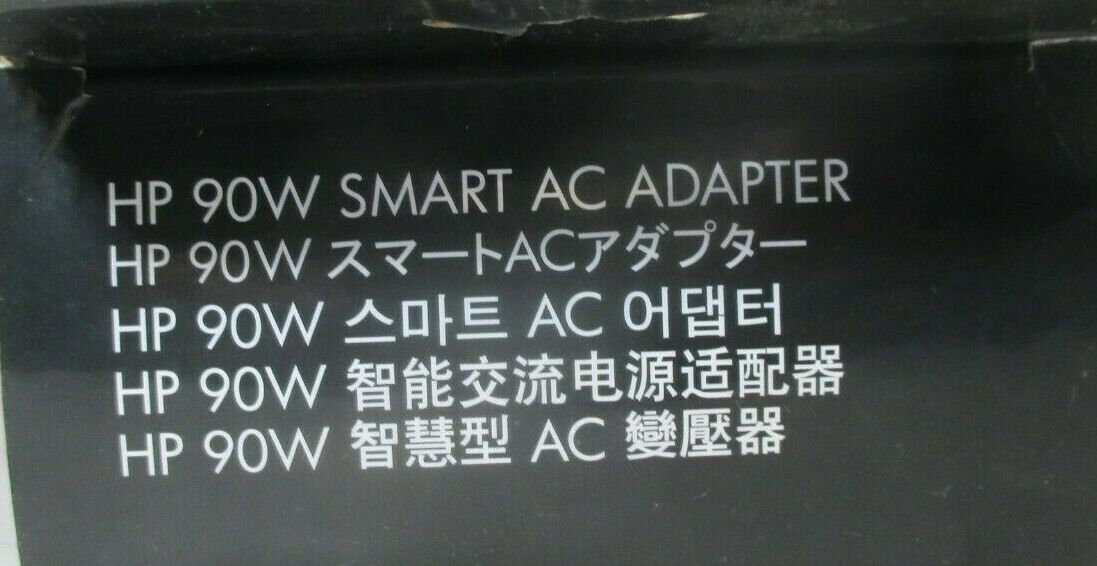 HP 90W SMART AC ADAPTER
HP 90W スマートACアダプター
HP 90W 스마트 AC 어댑터
HP 90W 智能交流电源适配器
HP 90W 智慧型 AC 變壓器